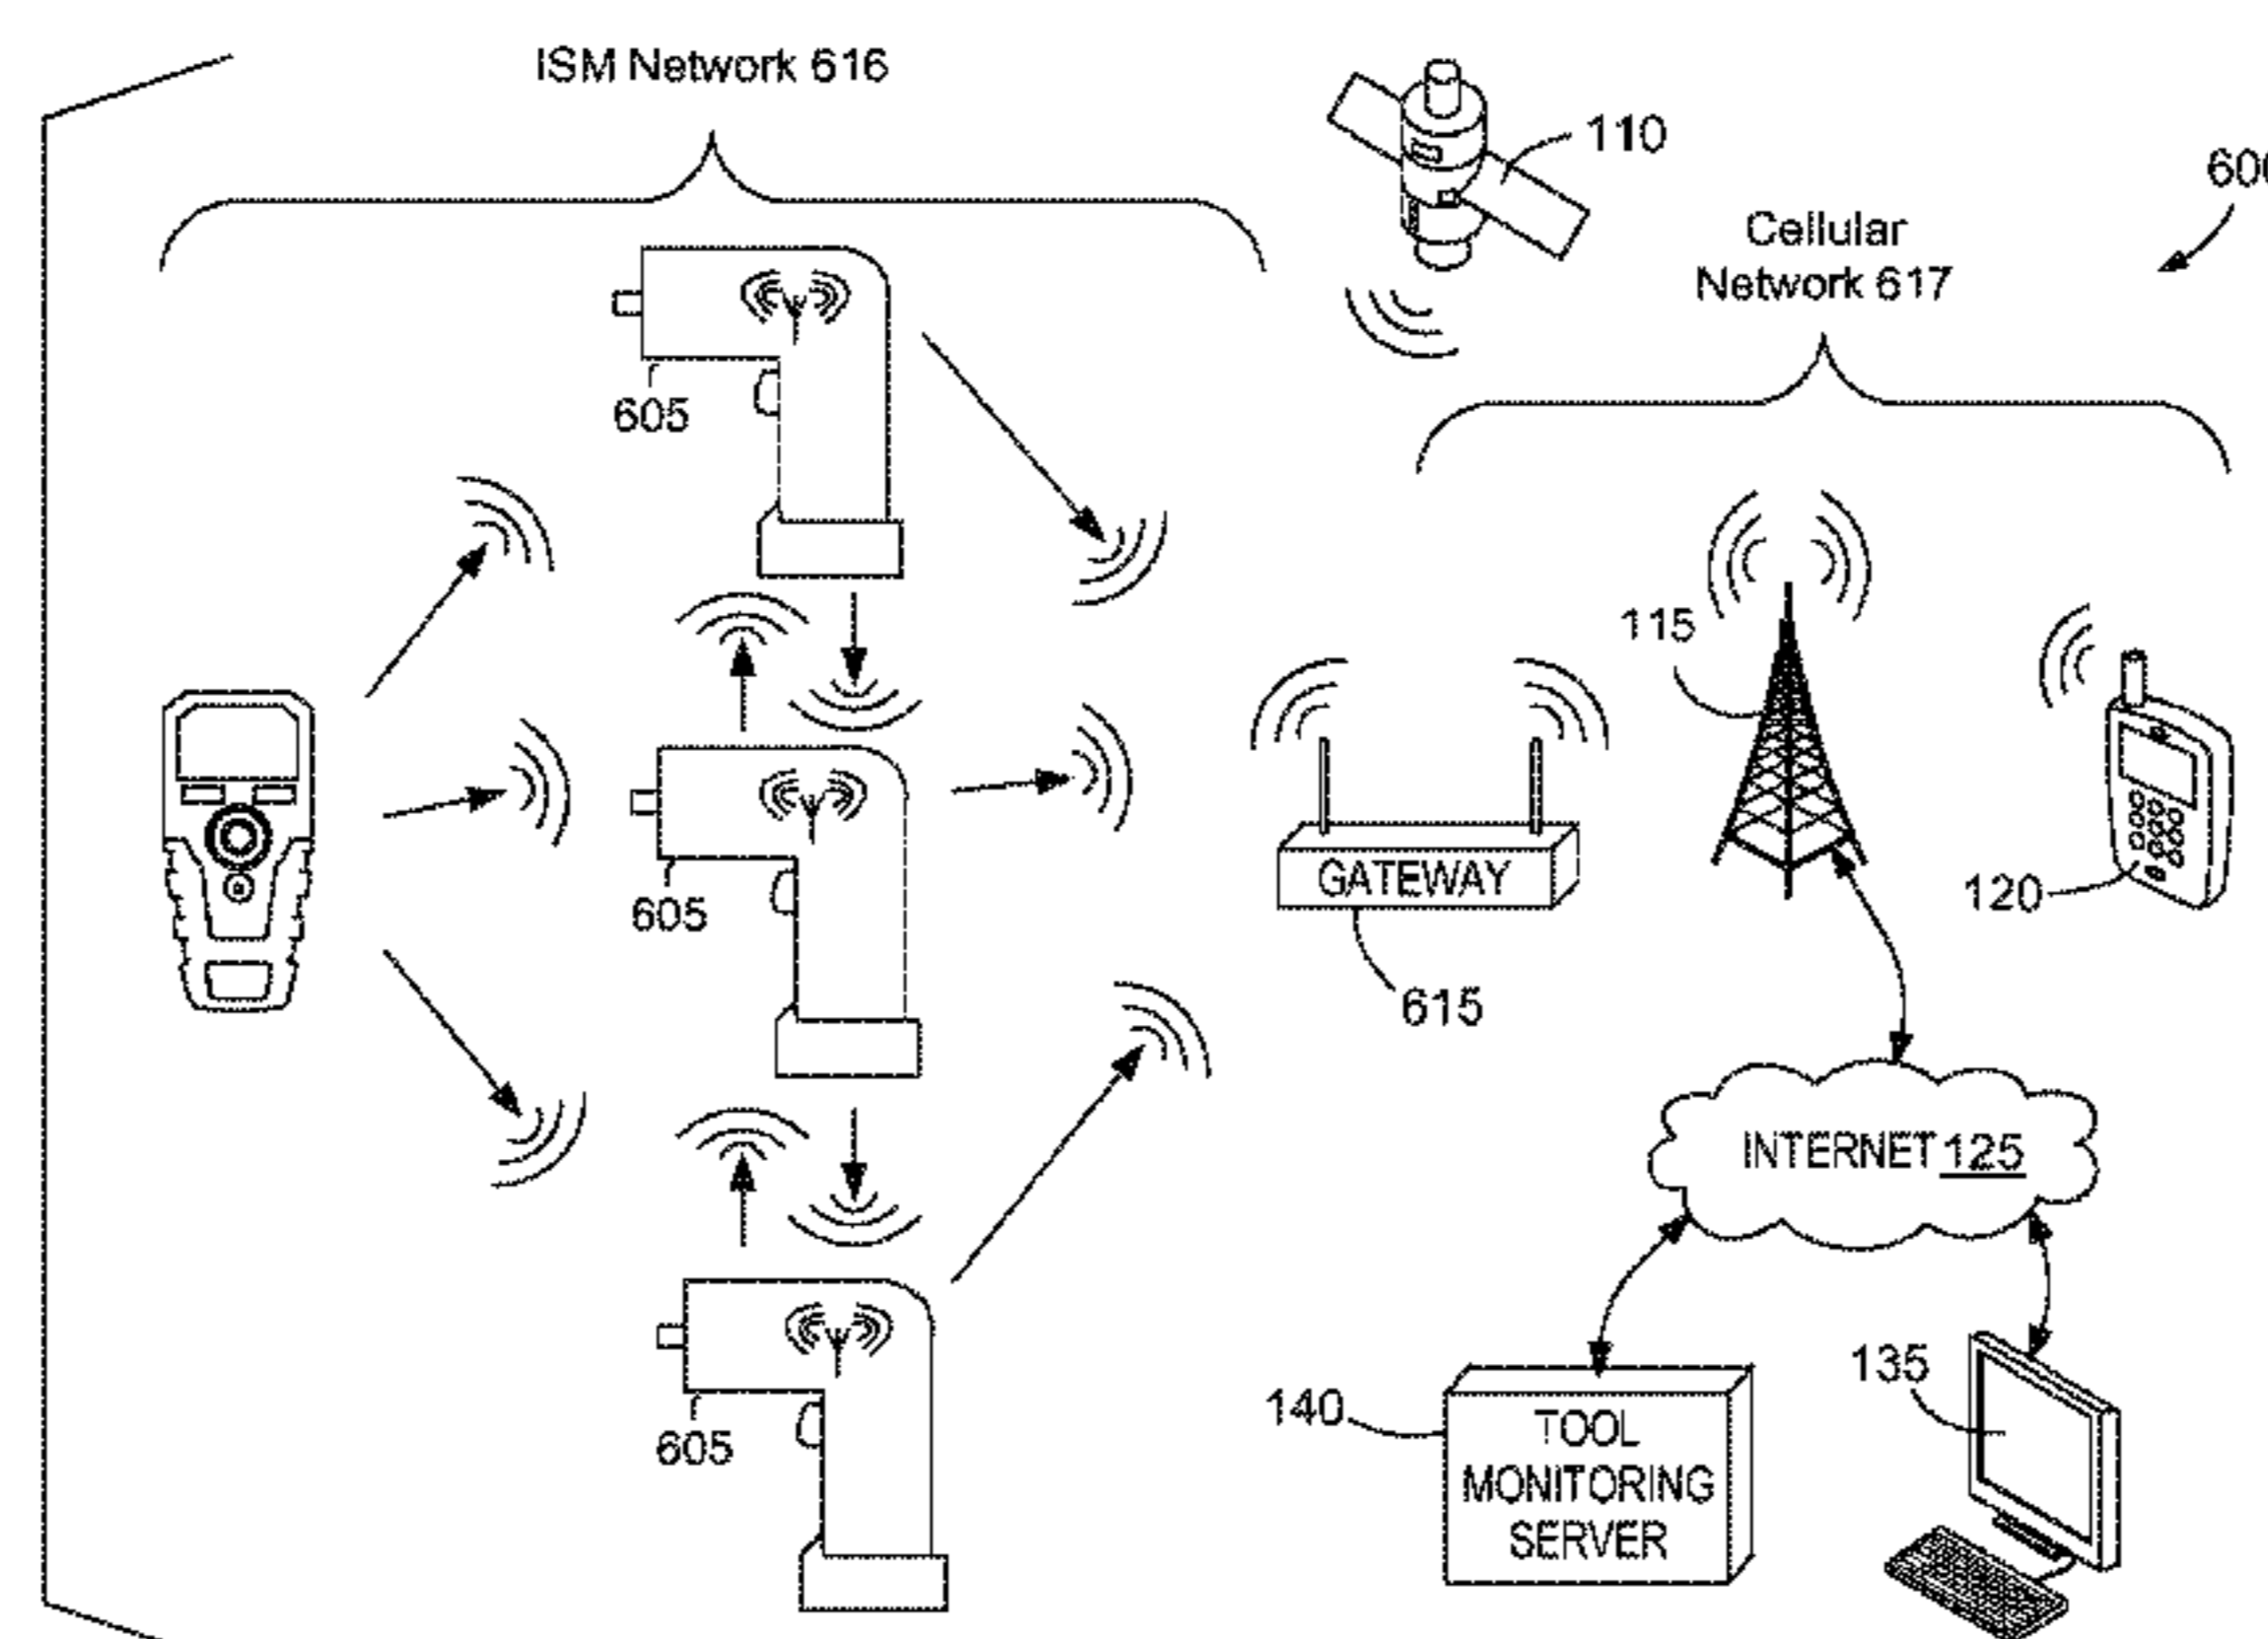 ISM Network 616
110
600
Cellular
Network 617
605
115
605
GATEWAY
120
615
INTERNET 125
605
140
TOOL
MONITORING
SERVER
135